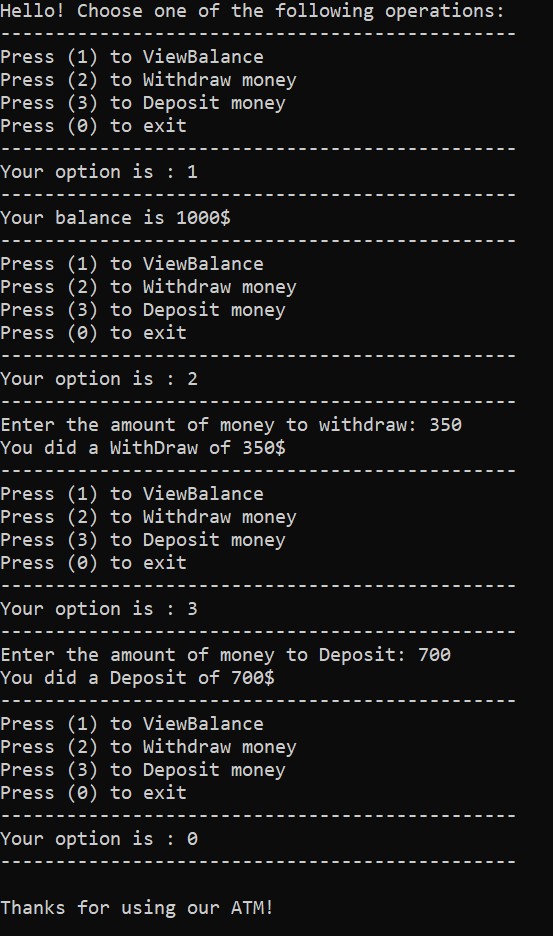 Hello! Choose one of the following operations:
-----------------------------------------------
Press (1) to ViewBalance
Press (2) to Withdraw money
Press (3) to Deposit money
Press (0) to exit
-----------------------------------------------
Your option is : 1
-----------------------------------------------
Your balance is 1000$
-----------------------------------------------
Press (1) to ViewBalance
Press (2) to Withdraw money
Press (3) to Deposit money
Press (0) to exit
-----------------------------------------------
Your option is : 2
-----------------------------------------------
Enter the amount of money to withdraw: 350
You did a WithDraw of 350$
-----------------------------------------------
Press (1) to ViewBalance
Press (2) to Withdraw money
Press (3) to Deposit money
Press (0) to exit
-----------------------------------------------
Your option is : 3
-----------------------------------------------
Enter the amount of money to Deposit: 700
You did a Deposit of 700$
-----------------------------------------------
Press (1) to ViewBalance
Press (2) to Withdraw money
Press (3) to Deposit money
Press (0) to exit
-----------------------------------------------
Your option is : 0
-----------------------------------------------
Thanks for using our ATM!